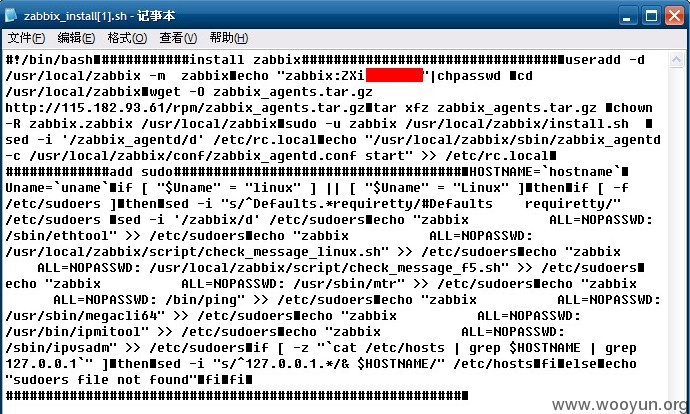 zabbix_install[1].sh - 记事本
文件(F) 编辑(E) 格式(O) 查看(V) 帮助(H)
#!/bin/bash■############install zabbix##############################■useradd -d
/usr/local/zabbix -m  zabbix■echo "zabbix:ZXi "|chpasswd ■cd
/usr/local/zabbix■wget -O zabbix_agents.tar.gz
http://115.182.93.61/rpm/zabbix_agents.tar.gz■tar xfz zabbix_agents.tar.gz ■chown
-R zabbix.zabbix /usr/local/zabbix■sudo -u zabbix /usr/local/zabbix/install.sh  ■
sed -i '/zabbix_agentd/d' /etc/rc.local■echo "/usr/local/zabbix/sbin/zabbix_agentd
-c /usr/local/zabbix/conf/zabbix_agentd.conf start" >> /etc/rc.local■
#############add sudo####################################■HOSTNAME=`hostname`■
Uname=`uname`■if [ "$Uname" = "linux" ] || [ "$Uname" = "Linux" ]■then■if [ -f
/etc/sudoers ]■then■sed -i "s/^Defaults.*requiretty/#Defaults    requiretty/"
/etc/sudoers ■sed -i '/zabbix/d' /etc/sudoers■echo "zabbix          ALL=NOPASSWD:
/sbin/ethtool" >> /etc/sudoers■echo "zabbix          ALL=NOPASSWD:
/usr/local/zabbix/script/check_message_linux.sh" >> /etc/sudoers■echo "zabbix
    ALL=NOPASSWD: /usr/local/zabbix/script/check_message_f5.sh" >> /etc/sudoers■
echo "zabbix          ALL=NOPASSWD: /usr/sbin/mtr" >> /etc/sudoers■echo "zabbix
     ALL=NOPASSWD: /bin/ping" >> /etc/sudoers■echo "zabbix          ALL=NOPASSWD:
/usr/sbin/megacli64" >> /etc/sudoers■echo "zabbix          ALL=NOPASSWD:
/usr/bin/ipmitool" >> /etc/sudoers■echo "zabbix          ALL=NOPASSWD:
/sbin/ipvsadm" >> /etc/sudoers■if [ -z "`cat /etc/hosts | grep $HOSTNAME | grep
127.0.0.1`" ]■then■sed -i "s/^127.0.0.1.*/& $HOSTNAME/" /etc/hosts■fi■else■echo
"sudoers file not found"■fi■fi■
##########################################################■
www.wooyun.org